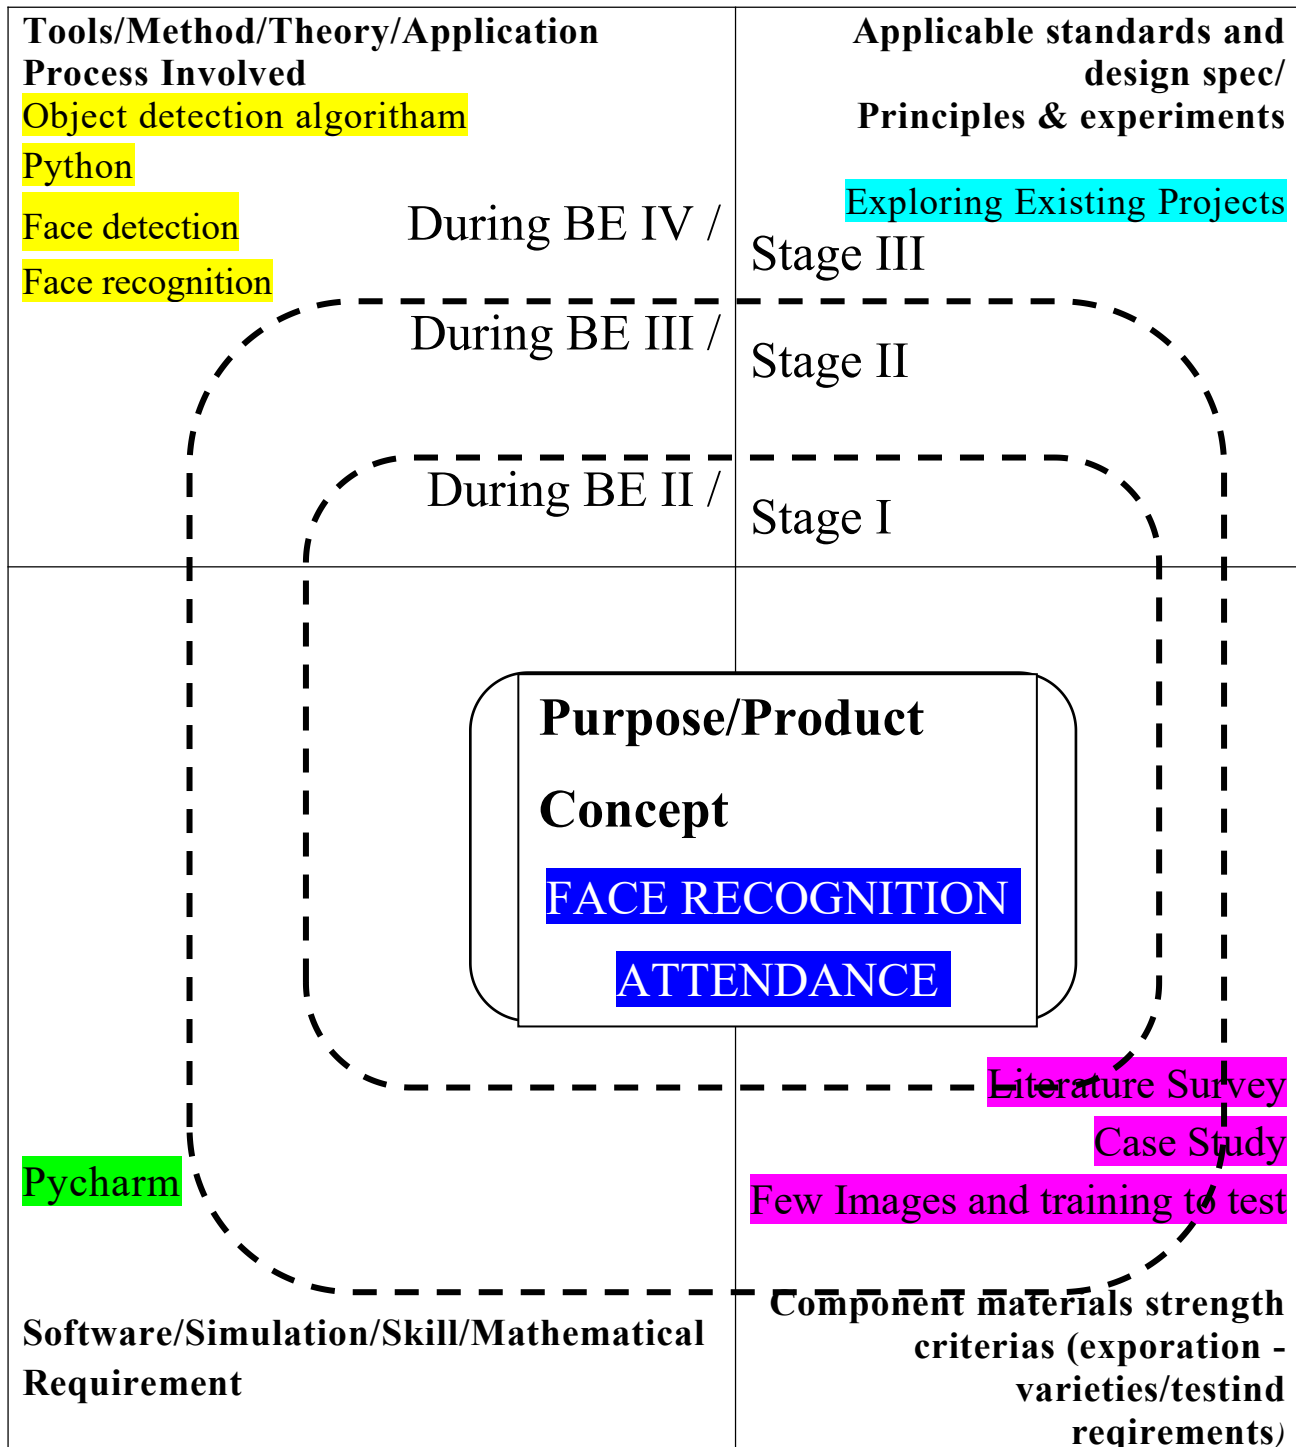 Tools/Method/Theory/Application
Process Involved
Object detection algoritham
Python
Face detection
Face recognition
Applicable standards and
design spec/
Principles & experiments
Exploring Existing Projects
During BE IV /
Stage III
During BE III /
Stage II
During BE II /
Stage I
Purpose/Product
Concept
FACE RECOGNITION
ATTENDANCE
Pycharm
Software/Simulation/Skill/Mathematical
Requirement
Literature Survey
Case Study
Few Images and training to test
Component materials strength
criterias (exporation -
varieties/testind
reqirements)